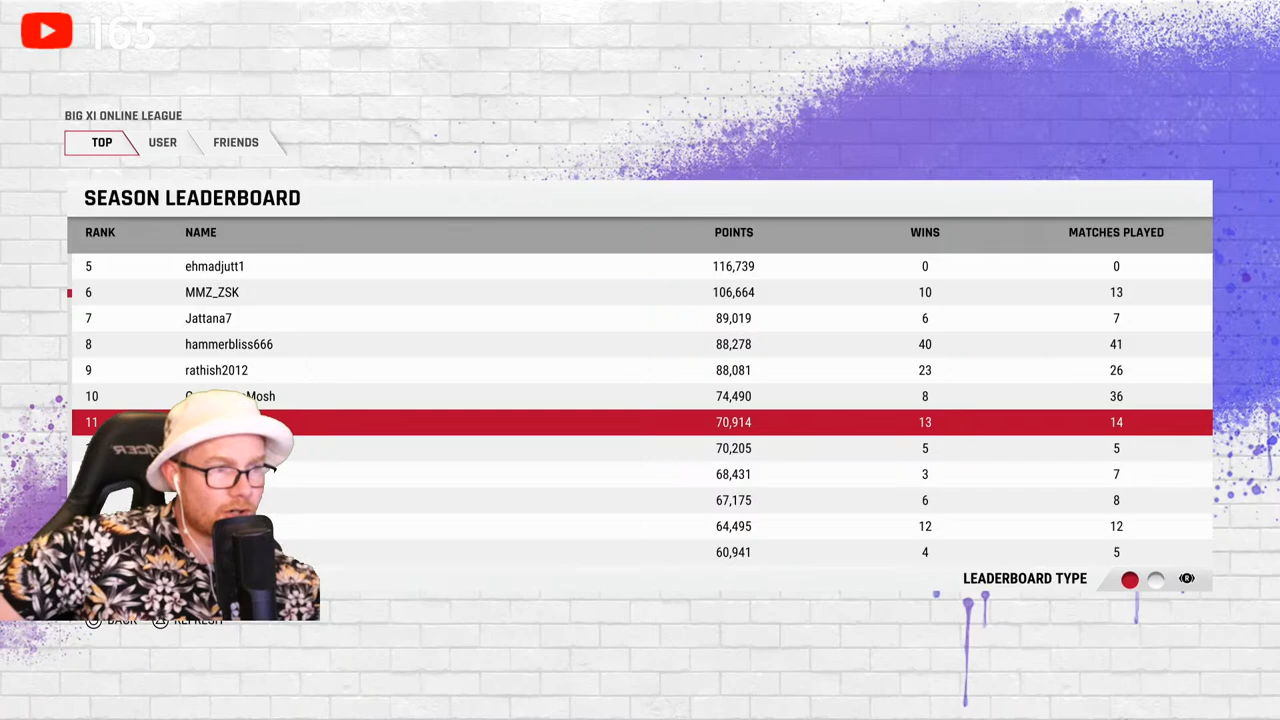 165
BIG XI ONLINE LEAGUE
TOP USER FRIENDS
SEASON LEADERBOARD
RANK NAME POINTS WINS MATCHES PLAYED
5 ehmadjutt1 116,739 0 0
6 MMZ_ZSK 106,664 10 13
7 Jattana7 89,019 6 7
8 hammerbliss666 88,278 40 41
9 rathish2012 88,081 23 26
10 74,490 8 36
11 70,914 13 14
70,205 5 5
68,431 3 7
67,175 6 8
64,495 12 12
60,941 4 5
LEADERBOARD TYPE R
BACK REFRESH